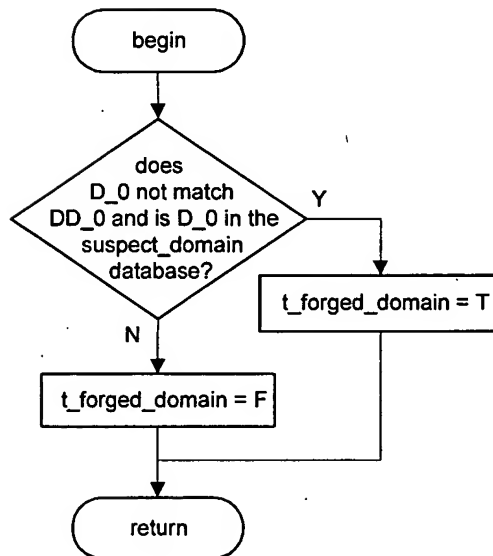 begin
does
D_0 not match
DD_0 and is D_0 in the
suspect_domain
database?
Y
t_forged_domain = T
N
t_forged_domain = F
return